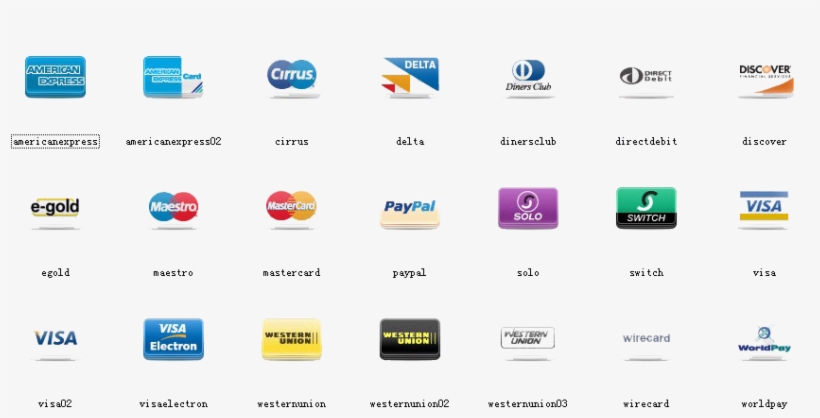 AMERICAN
EXPRESS
AMERICAN
EXPRESS Card
Cirrus
DELTA
Diners Club
DIRECT
Debit
DISCOVER
FINANCIAL SERVICES
americanexpress americanexpress02 cirrus delta dinersclub directdebit discover
e-gold
Maestro
MasterCard
PayPal
SOLO
SWITCH
VISA
egold maestro mastercard paypal solo switch visa
VISA
VISA
Electron
WESTERN
UNION
WESTERN
UNION
WESTERN
UNION
wirecard
WorldPay
visa02 visaelectron westernunion westernunion02 westernunion03 wirecard worldpay